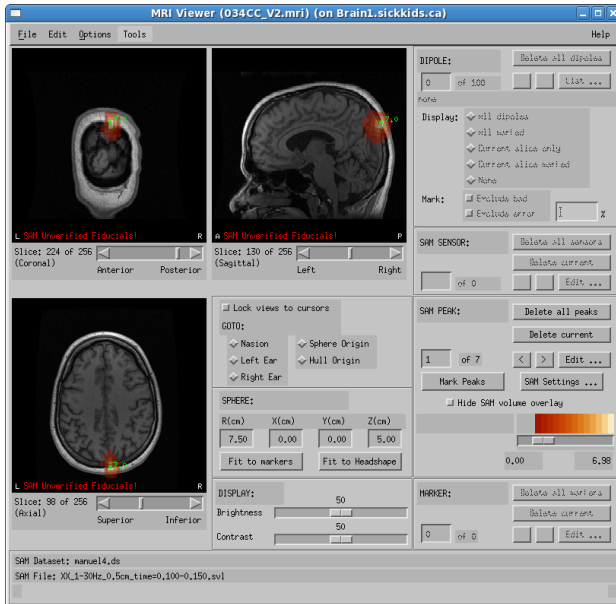 MRI Viewer (034CC_V2.mri) (on Brain1.sickkids.ca)
File Edit Options Tools Help
L SAM Unverified Fiducials! R
Slice: 224 of 256
(Coronal) Anterior Posterior
A SAM Unverified Fiducials! P
Slice: 130 of 256
(Sagittal) Left Right
L SAM Unverified Fiducials! R
Slice: 98 of 256
(Axial) Superior Inferior
Lock views to cursors
GOTO:
Nasion Sphere Origin
Left Ear Hull Origin
Right Ear
SPHERE:
R(cm) X(cm) Y(cm) Z(cm)
7.50 0.00 0.00 5.00
Fit to markers Fit to Headshape
DISPLAY:
50
Brightness
50
Contrast
DIPOLE: Delete all dipoles
0 of 100 List ...
none
Display: All dipoles
All marked
Current slice only
Current slice marked
None
Mark: Exclude bad
Exclude error %
SAM SENSOR: Delete all sensors
Delete current
of 0 Edit ...
SAM PEAK: Delete all peaks
Delete current
1 of 7 < > Edit ...
Mark Peaks SAM Settings ...
Hide SAM volume overlay
0.00 6.98
MARKER: Delete all markers
Delete current
0 of 0 Edit ...
SAM Dataset: manuel4.ds
SAM File: XX_1-30Hz_0.5cm_time=0.100-0.150.svl